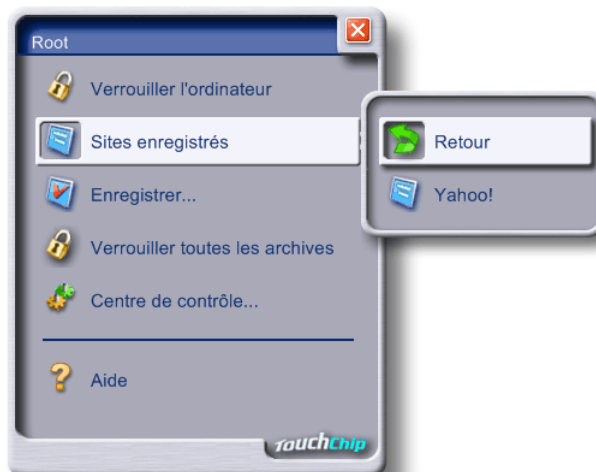 Root
Verrouiller l'ordinateur
Sites enregistrés
Enregistrer...
Verrouiller toutes les archives
Centre de contrôle...
Aide
TouchChip
Retour
Yahoo!